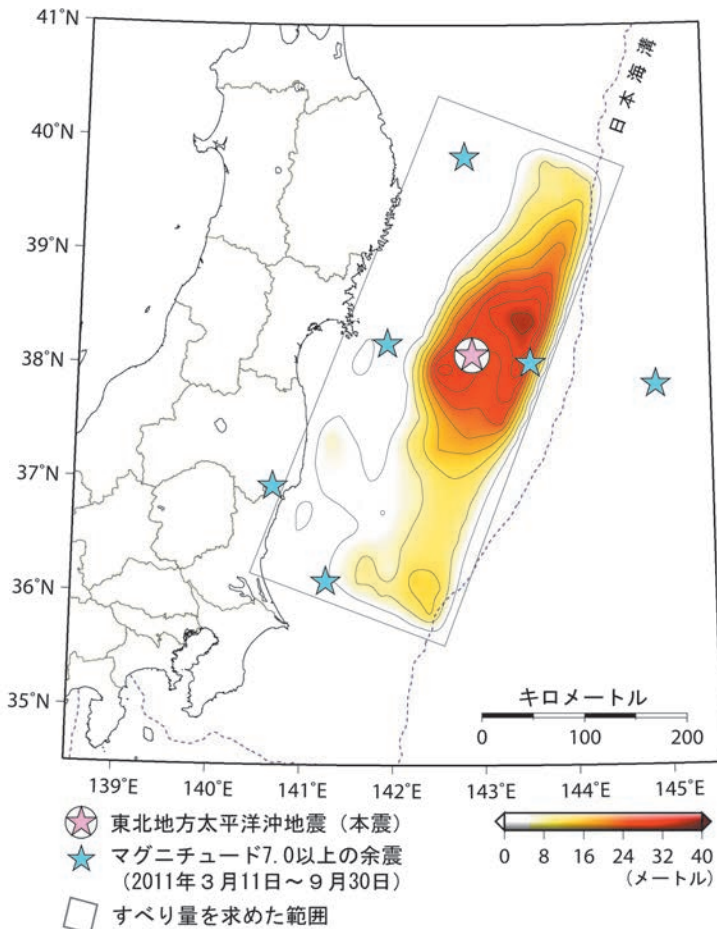 41°N
40°N
39°N
38°N
37°N
36°N
35°N
日本海溝
キロメートル
0 100 200
139°E 140°E 141°E 142°E 143°E 144°E 145°E
東北地方太平洋沖地震（本震）
マグニチュード7.0以上の余震
（2011年３月11日～９月30日）
すべり量を求めた範囲
0 8 16 24 32 40
（メートル）